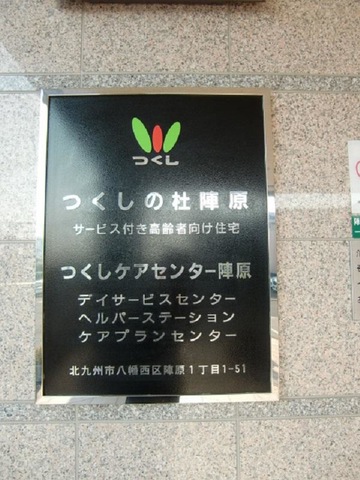 つくし
つくしの杜陣原
サービス付き高齢者向け住宅
つくしケアセンター陣原
デイサービスセンター
ヘルパーステーション
ケアプランセンター
北九州市八幡西区陣原１丁目1-51